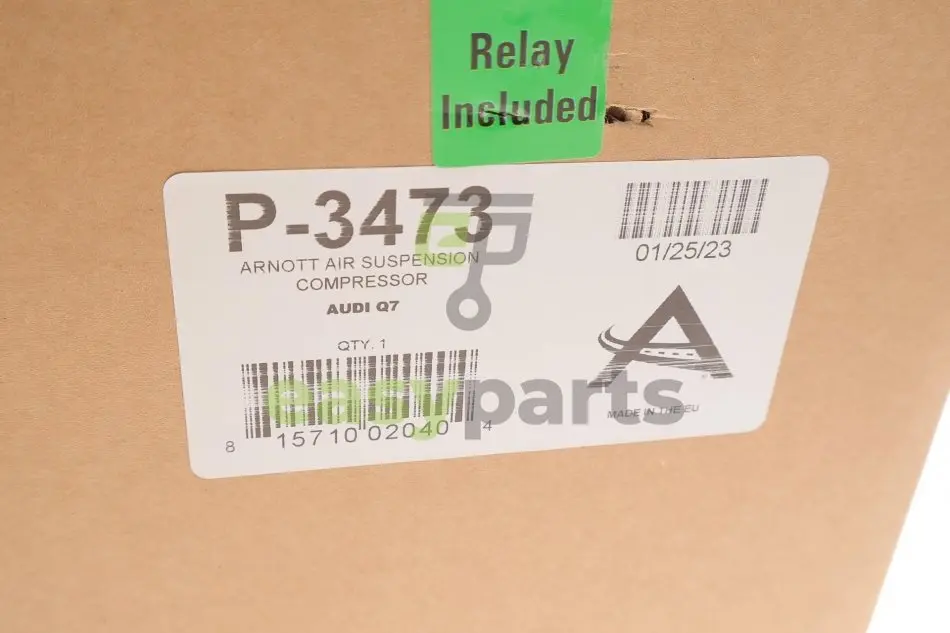 Relay
Included
P-3473
ARNOTT AIR SUSPENSION
COMPRESSOR
AUDI Q7
QTY. 1
8 15710 02040 4
01/25/23
MADE IN THE EU
easyparts